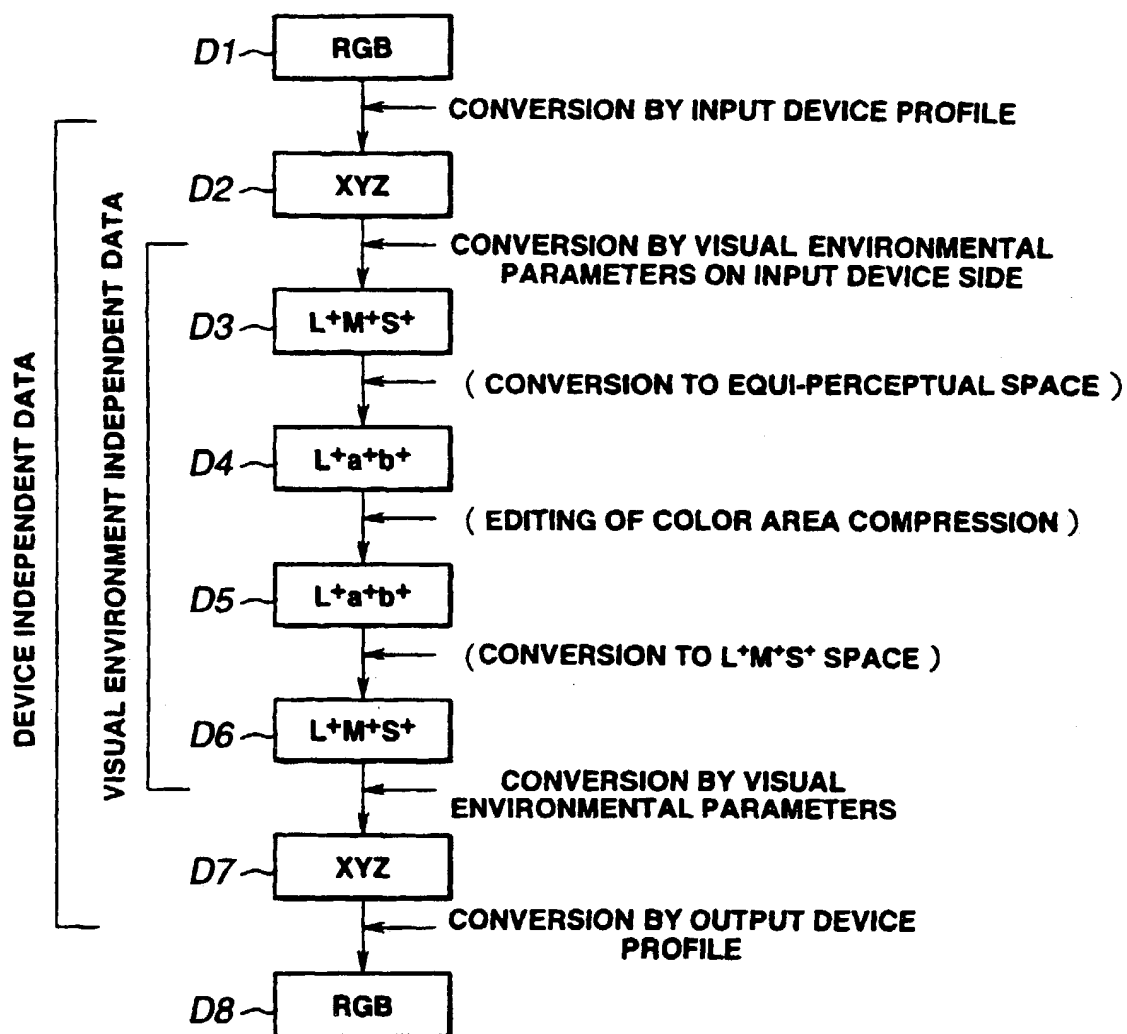 D1 RGB
CONVERSION BY INPUT DEVICE PROFILE
D2 XYZ
CONVERSION BY VISUAL ENVIRONMENTAL
PARAMETERS ON INPUT DEVICE SIDE
D3 L⁺M⁺S⁺
( CONVERSION TO EQUI-PERCEPTUAL SPACE )
D4 L⁺a⁺b⁺
( EDITING OF COLOR AREA COMPRESSION )
D5 L⁺a⁺b⁺
(CONVERSION TO L⁺M⁺S⁺ SPACE )
D6 L⁺M⁺S⁺
CONVERSION BY VISUAL
ENVIRONMENTAL PARAMETERS
D7 XYZ
CONVERSION BY OUTPUT DEVICE
PROFILE
D8 RGB
DEVICE INDEPENDENT DATA
VISUAL ENVIRONMENT INDEPENDENT DATA